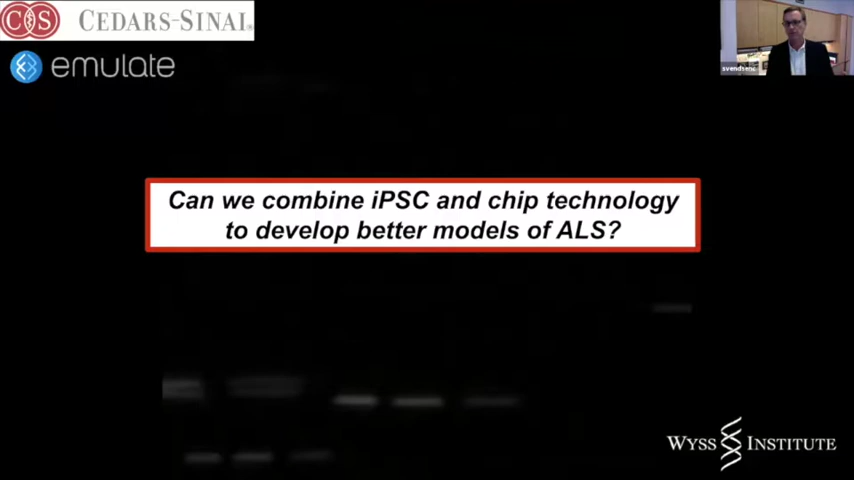 CS CEDARS-SINAI®
emulate
svendsenc
Can we combine iPSC and chip technology
to develop better models of ALS?
WYSS INSTITUTE